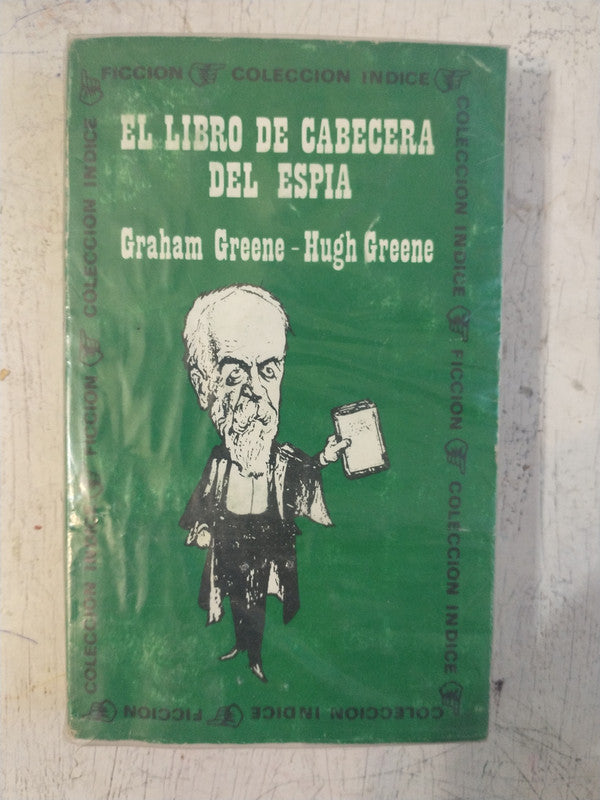 FICCION COLECCION INDICE
EL LIBRO DE CABECERA
DEL ESPIA
Graham Greene - Hugh Greene
COLECCION INDICE FICCION COLECCION INDICE
COLECCION INDICE FICCION
COLECCION INDICE FICCION COLECCION INDICE